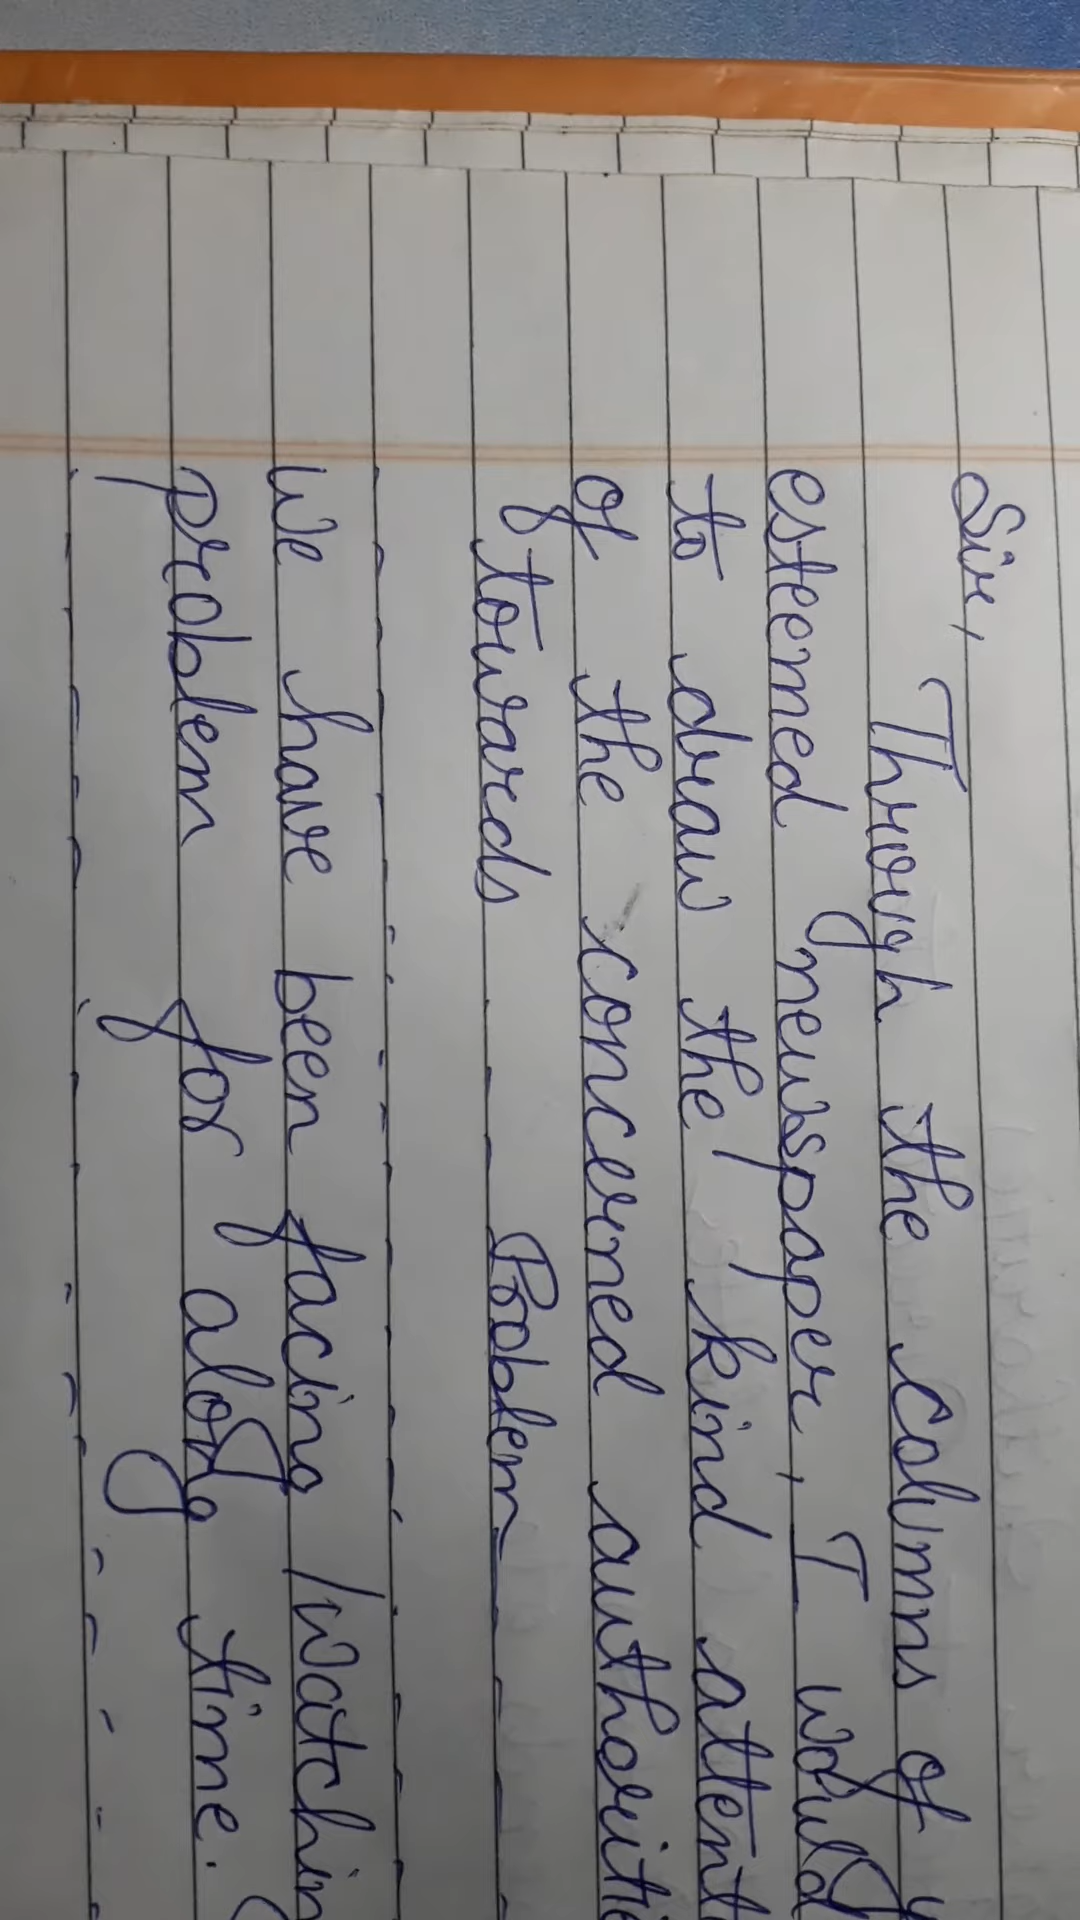 Sir,
Through the columns of y
esteemed newspaper, I would
to draw the kind attent
of the concerned authoriti
towards _ _ _ Problem _ _ _
_ _ _ _ _ _ _ _ _ _
we have been facing / watchin
problem for along time.
_ _ _ _ _ _ _ _ _ _